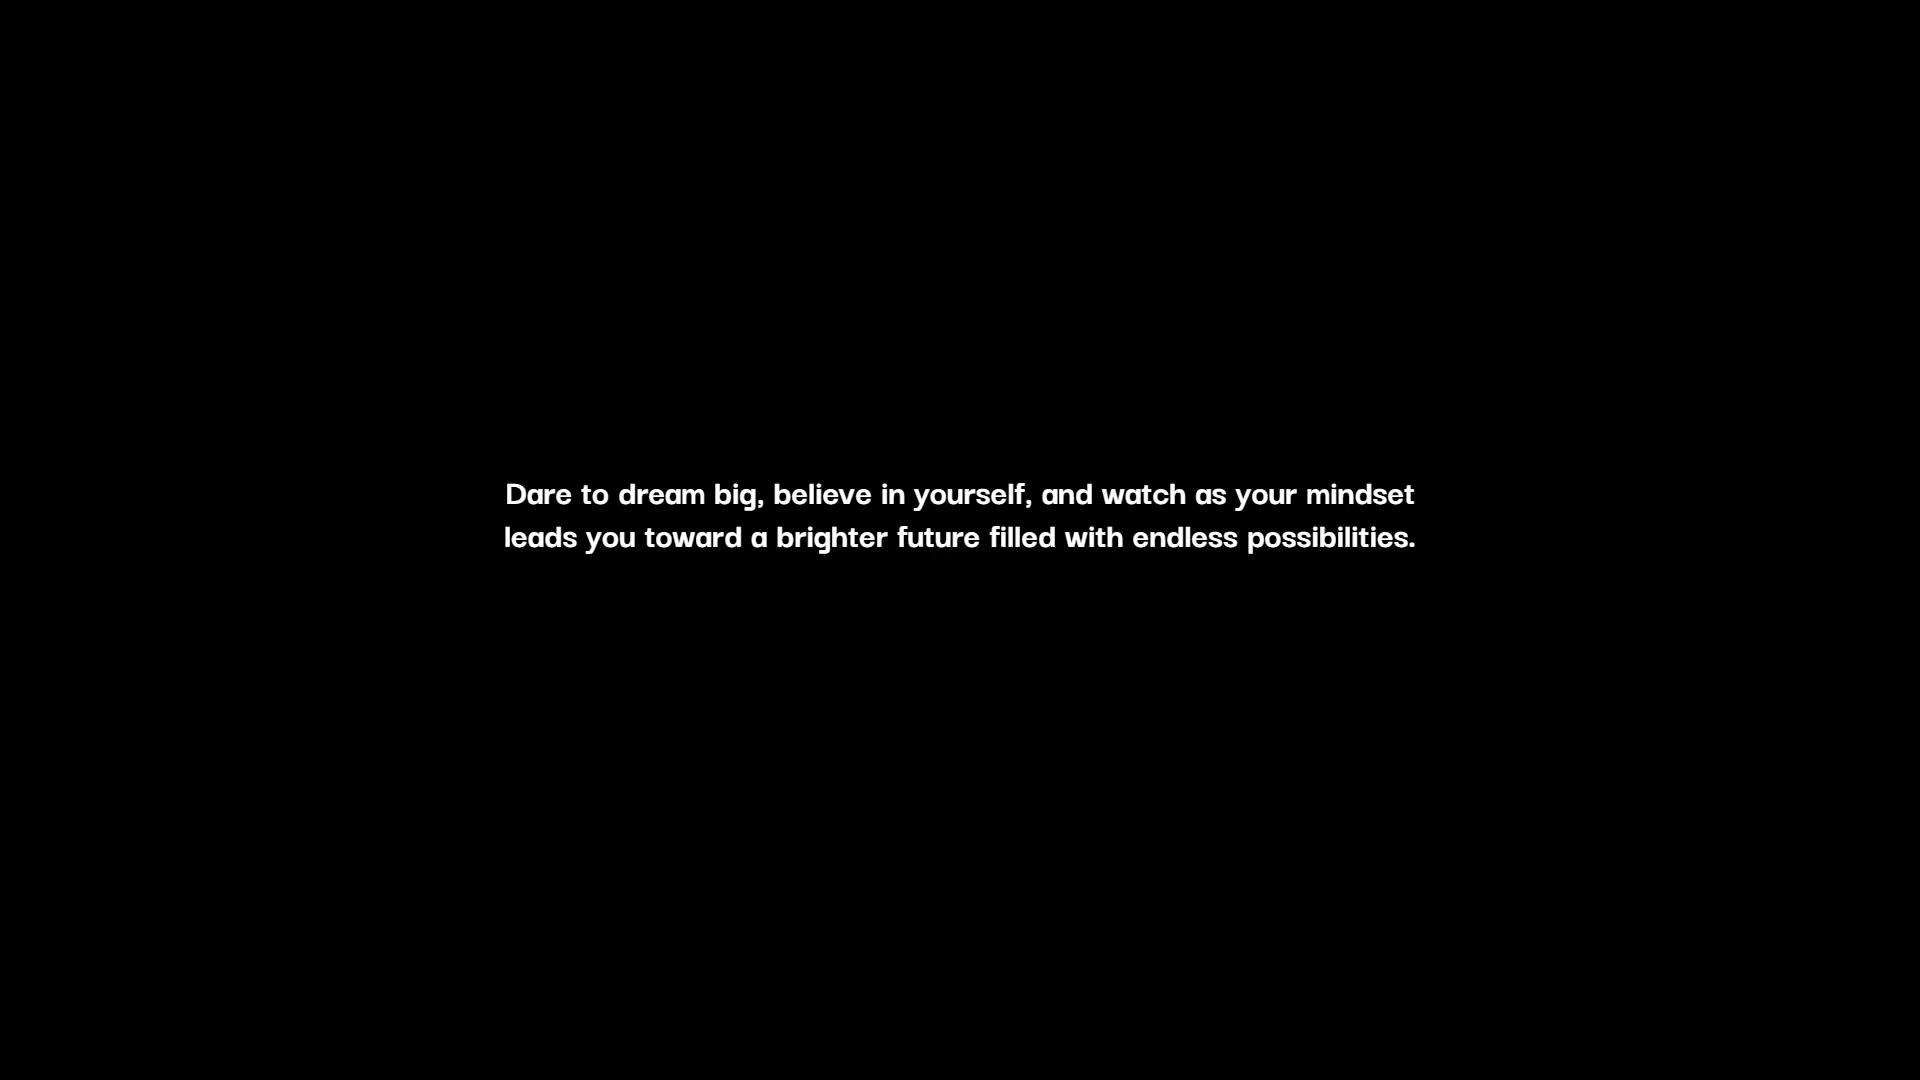 Dare to dream big, believe in yourself, and watch as your mindset
leads you toward a brighter future filled with endless possibilities.